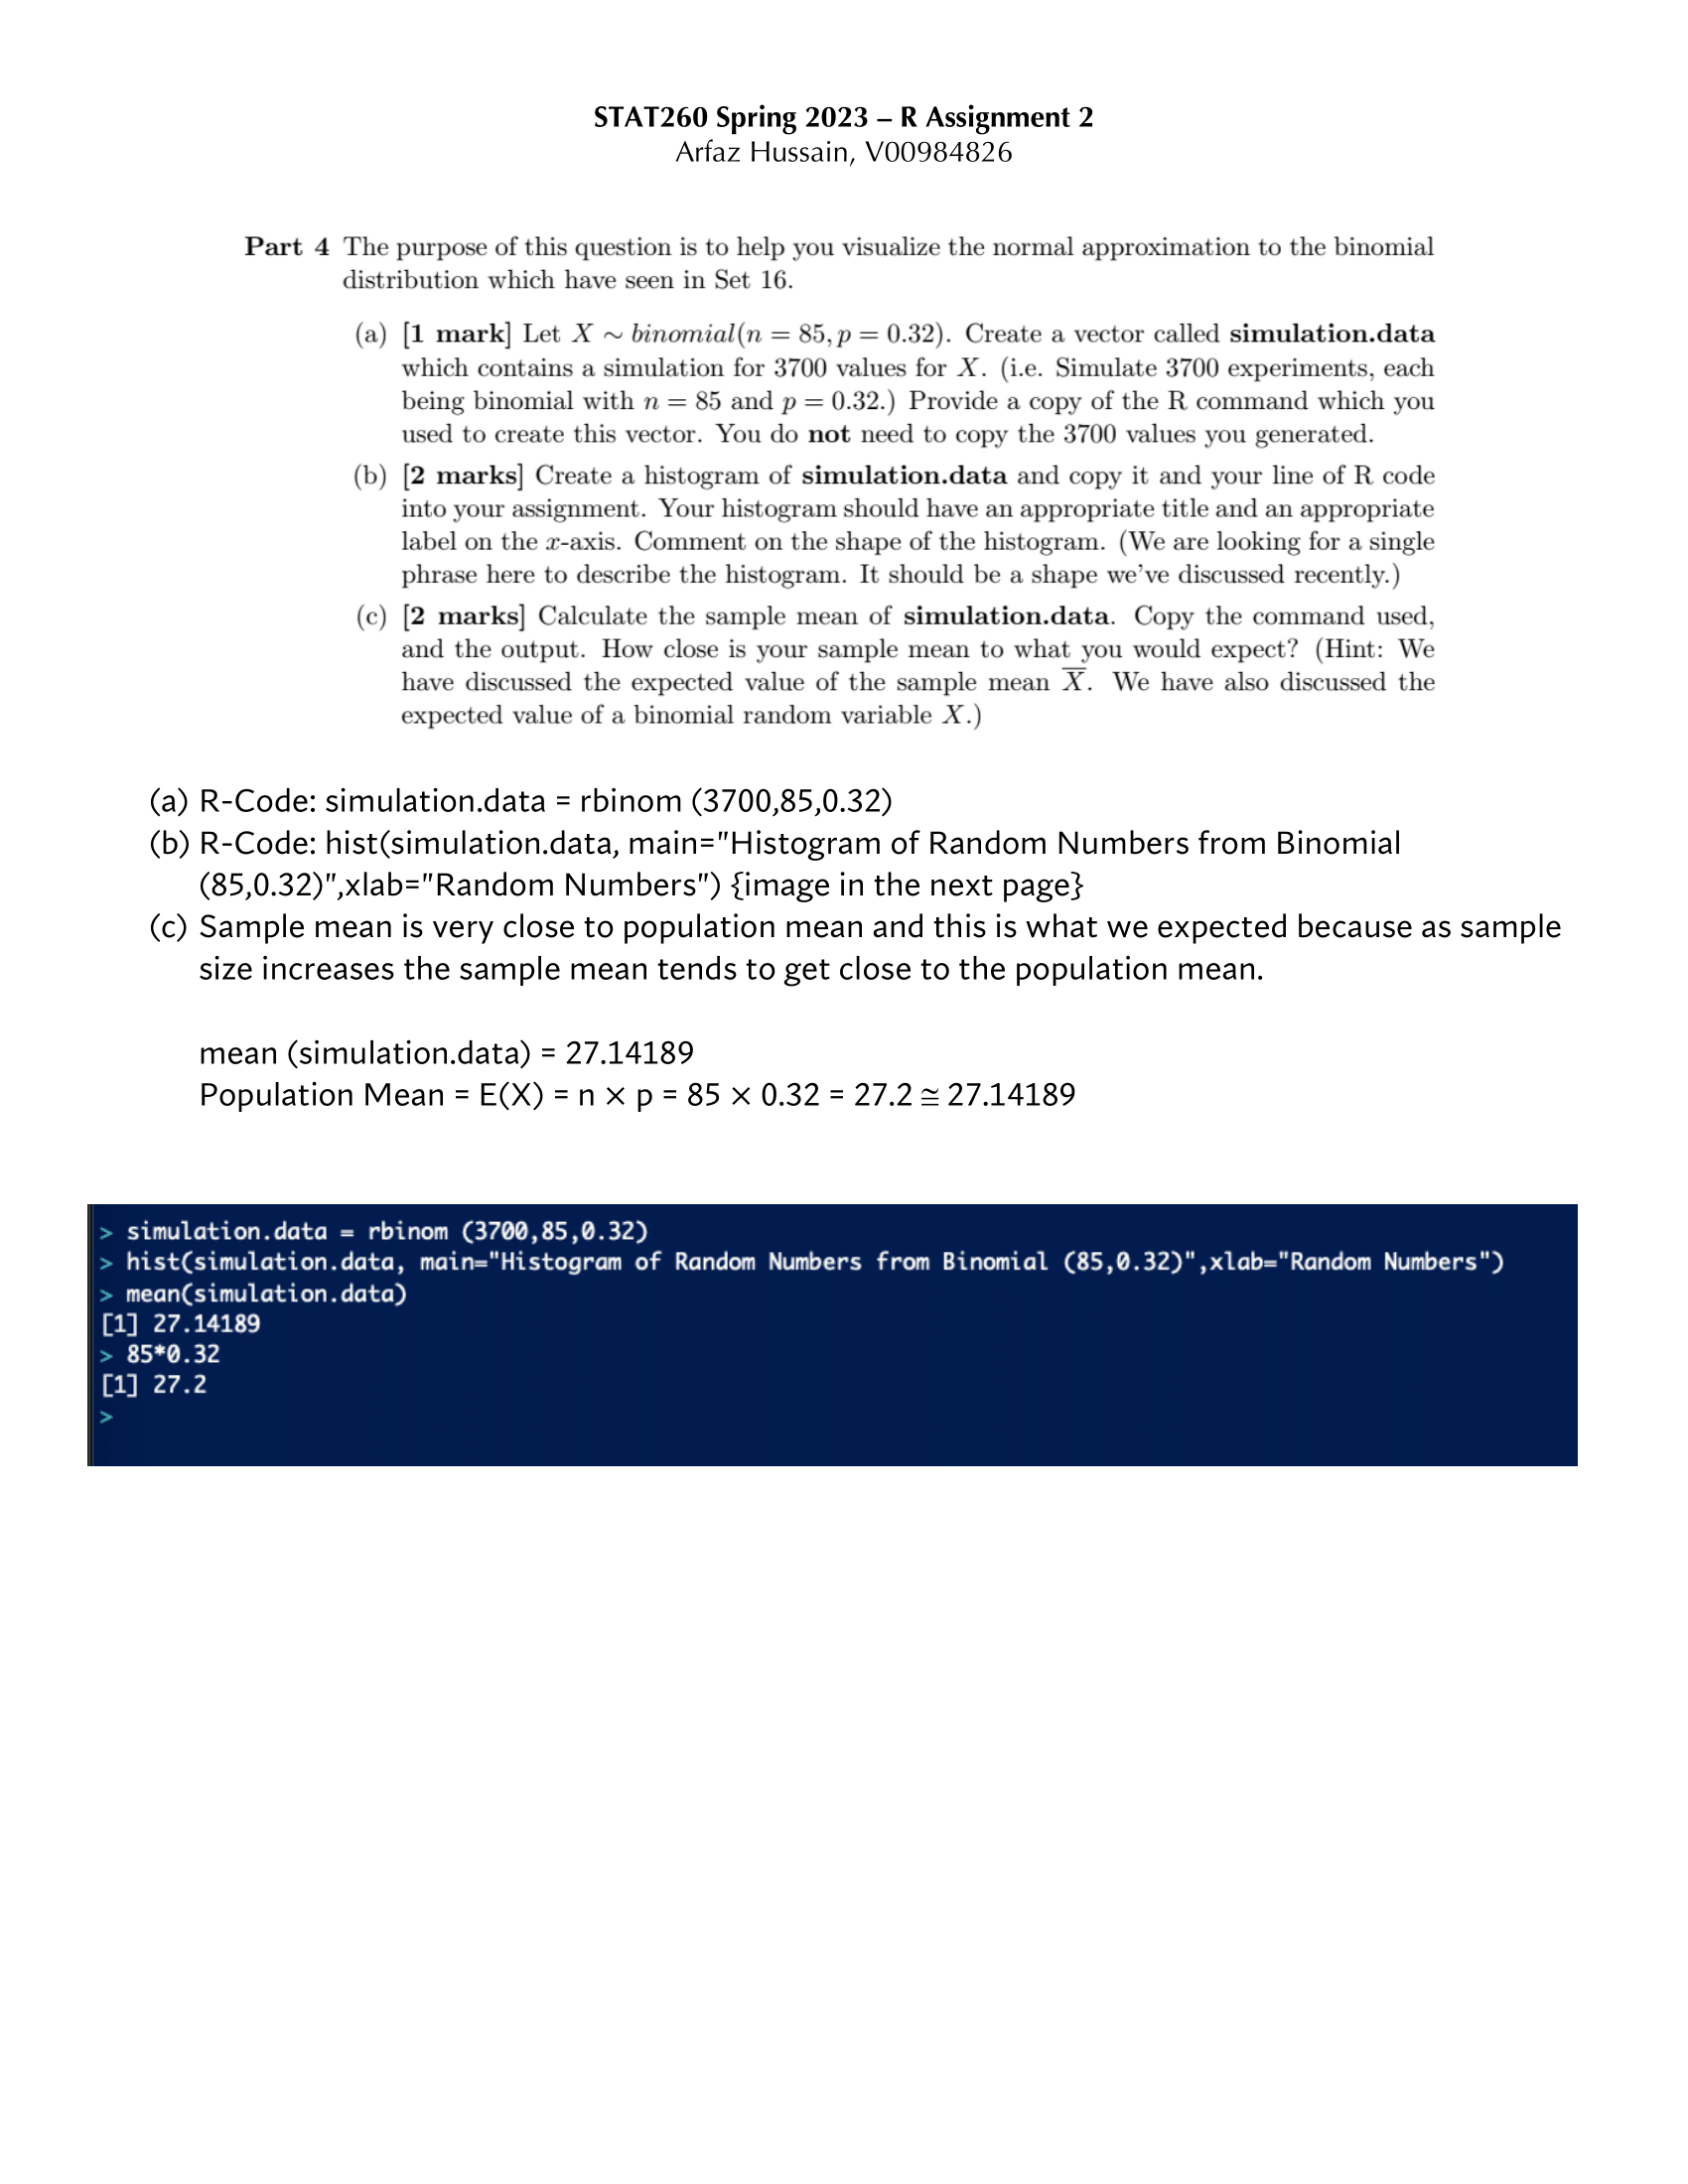 STAT260 Spring 2023 – R Assignment 2
Arfaz Hussain, V00984826
Part 4 The purpose of this question is to help you visualize the normal approximation to the binomial
distribution which have seen in Set 16.
(a) [1 mark] Let X ∼ binomial(n = 85, p = 0.32). Create a vector called simulation.data
which contains a simulation for 3700 values for X. (i.e. Simulate 3700 experiments, each
being binomial with n = 85 and p = 0.32.) Provide a copy of the R command which you
used to create this vector. You do not need to copy the 3700 values you generated.
(b) [2 marks] Create a histogram of simulation.data and copy it and your line of R code
into your assignment. Your histogram should have an appropriate title and an appropriate
label on the x-axis. Comment on the shape of the histogram. (We are looking for a single
phrase here to describe the histogram. It should be a shape we've discussed recently.)
(c) [2 marks] Calculate the sample mean of simulation.data. Copy the command used,
and the output. How close is your sample mean to what you would expect? (Hint: We
have discussed the expected value of the sample mean X̅. We have also discussed the
expected value of a binomial random variable X.)
(a) R-Code: simulation.data = rbinom (3700,85,0.32)
(b) R-Code: hist(simulation.data, main="Histogram of Random Numbers from Binomial
(85,0.32)",xlab="Random Numbers") {image in the next page}
(c) Sample mean is very close to population mean and this is what we expected because as sample
size increases the sample mean tends to get close to the population mean.
mean (simulation.data) = 27.14189
Population Mean = E(X) = n × p = 85 × 0.32 = 27.2 ≅ 27.14189
> simulation.data = rbinom (3700,85,0.32)
> hist(simulation.data, main="Histogram of Random Numbers from Binomial (85,0.32)",xlab="Random Numbers")
> mean(simulation.data)
[1] 27.14189
> 85*0.32
[1] 27.2
>